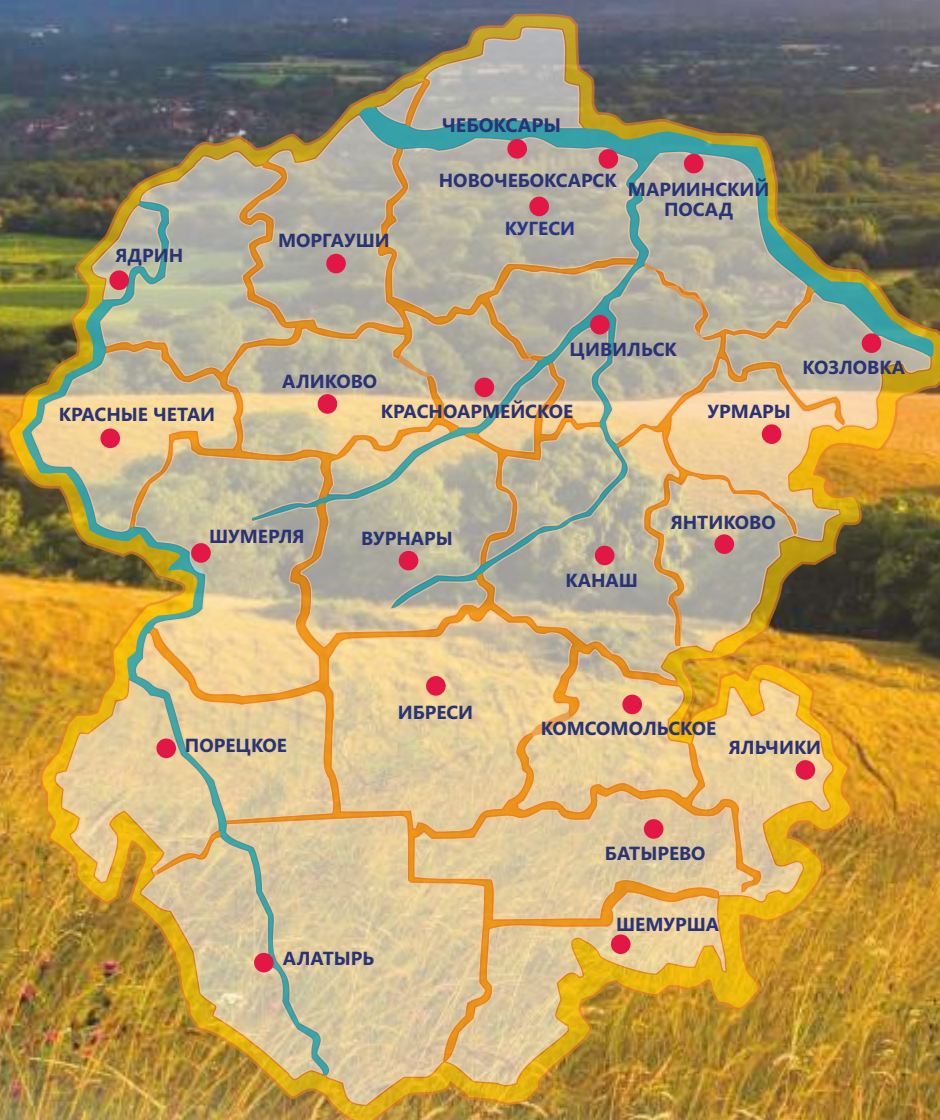 ЧЕБОКСАРЫ
НОВОЧЕБОКСАРСК
МАРИИНСКИЙ
ПОСАД
КУГЕСИ
МОРГАУШИ
ЯДРИН
ЦИВИЛЬСК
КОЗЛОВКА
АЛИКОВО
КРАСНОАРМЕЙСКОЕ
УРМАРЫ
КРАСНЫЕ ЧЕТАИ
ЯНТИКОВО
ШУМЕРЛЯ
ВУРНАРЫ
КАНАШ
ИБРЕСИ
КОМСОМОЛЬСКОЕ
ПОРЕЦКОЕ
ЯЛЬЧИКИ
БАТЫРЕВО
ШЕМУРША
АЛАТЫРЬ